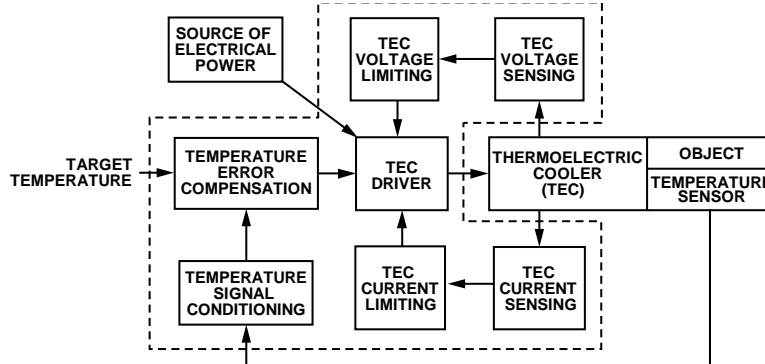 SOURCE OF
ELECTRICAL
POWER
TEC
VOLTAGE
LIMITING
TEC
VOLTAGE
SENSING
TARGET
TEMPERATURE
TEMPERATURE
ERROR
COMPENSATION
TEC
DRIVER
THERMOELECTRIC
COOLER
(TEC)
OBJECT
TEMPERATURE
SENSOR
TEMPERATURE
SIGNAL
CONDITIONING
TEC
CURRENT
LIMITING
TEC
CURRENT
SENSING